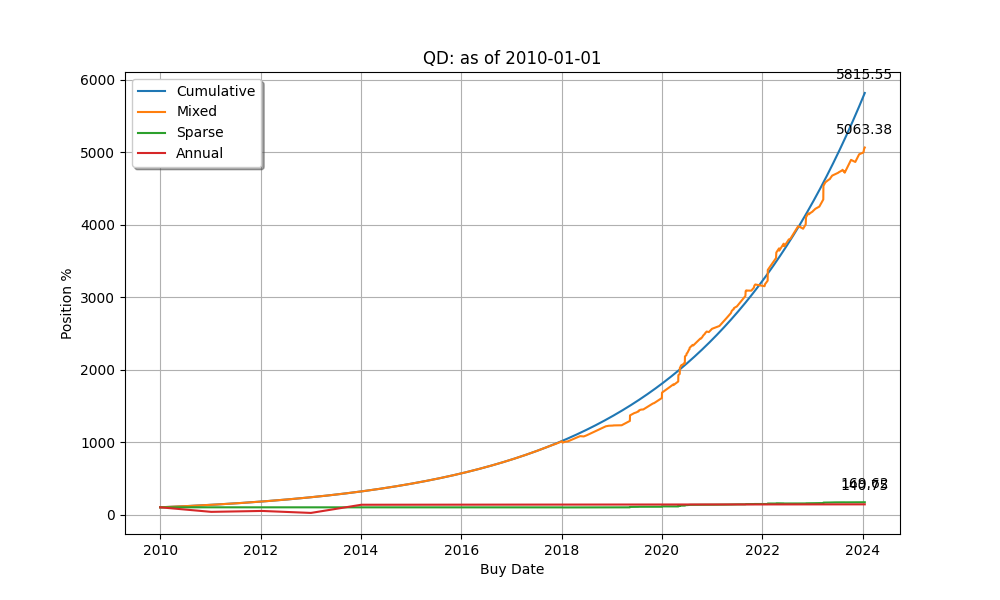 QD: as of 2010-01-01
5815.55
6000
Cumulative
Mixed
Sparse
Annual
5063.38
5000
4000
Position %
3000
2000
1000
0
2010 2012 2014 2016 2018 2020 2022 2024
Buy Date